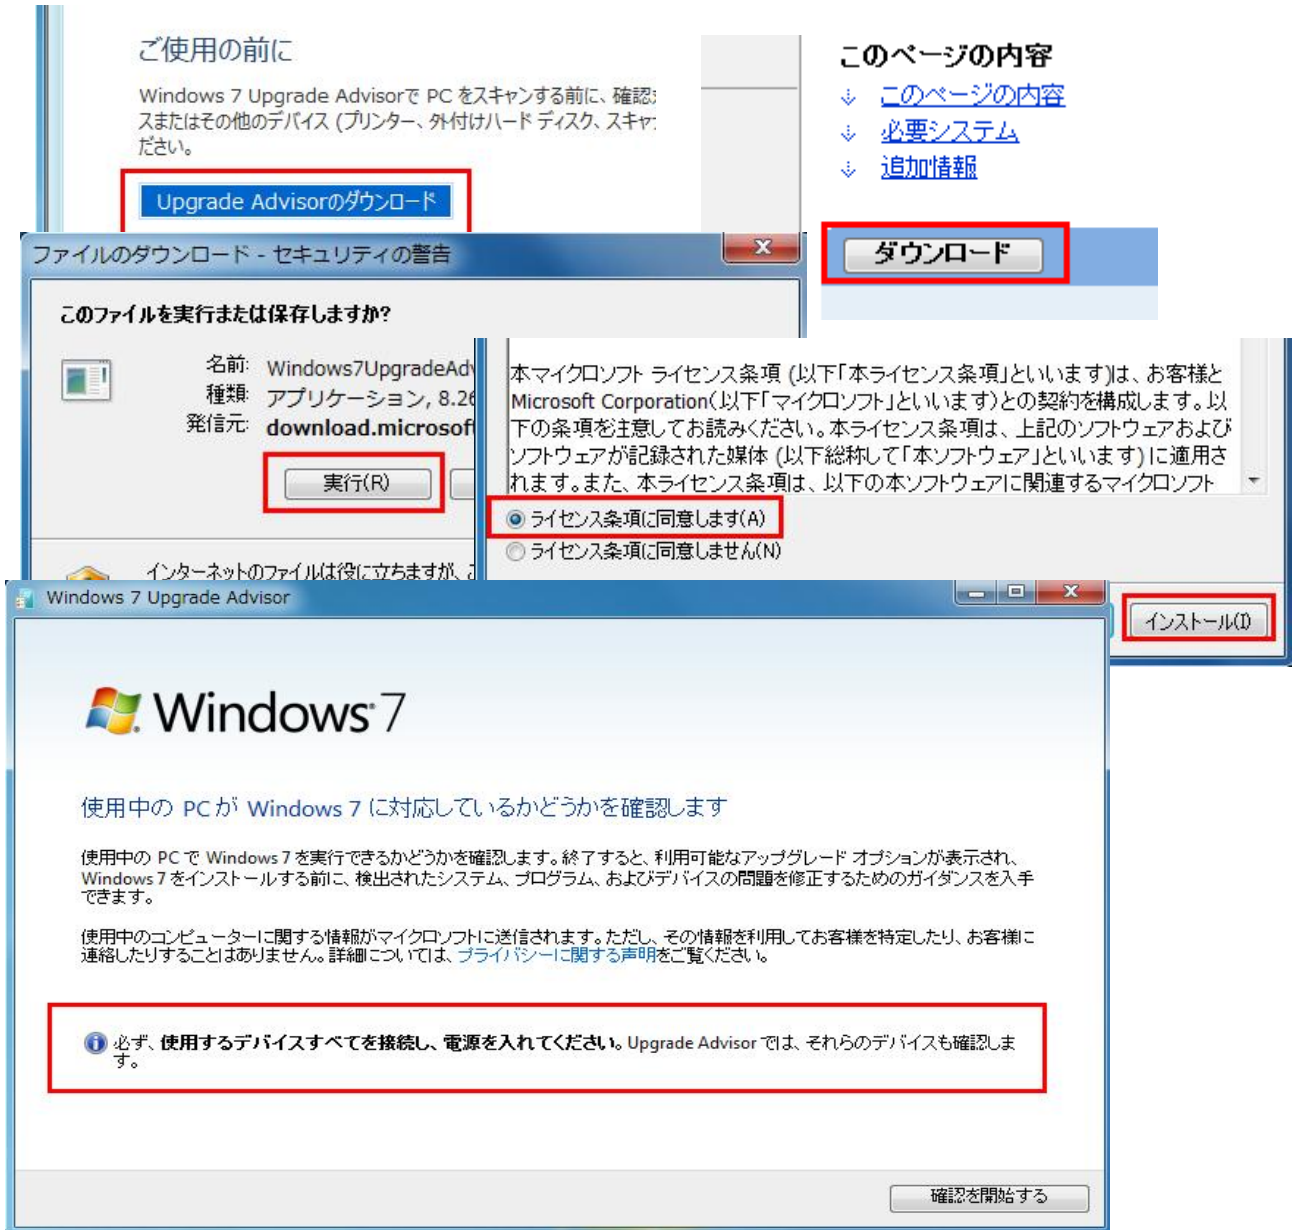 ご使用の前に
Windows 7 Upgrade Advisorで PC をスキャンする前に、確認
スまたはその他のデバイス (プリンター、外付けハード ディスク、スキャ
ださい。
Upgrade Advisorのダウンロード
このページの内容
このページの内容
必要システム
追加情報
ダウンロード
ファイルのダウンロード - セキュリティの警告
このファイルを実行または保存しますか?
名前: Windows7UpgradeAdv
種類: アプリケーション, 8.26
発信元: download.microsoft
実行(R)
インターネットのファイルは役に立ちますが、
本マイクロソフト ライセンス条項 (以下「本ライセンス条項」といいます)は、お客様と
Microsoft Corporation(以下「マイクロソフト」といいます)との契約を構成します。以
下の条項を注意してお読みください。本ライセンス条項は、上記のソフトウェアおよび
ソフトウェアが記録された媒体 (以下総称して「本ソフトウェア」といいます) に適用さ
れます。また、本ライセンス条項は、以下の本ソフトウェアに関連するマイクロソフト
ライセンス条項に同意します(A)
ライセンス条項に同意しません(N)
インストール(I)
Windows 7 Upgrade Advisor
Windows 7
使用中の PC が Windows 7 に対応しているかどうかを確認します
使用中の PC で Windows 7 を実行できるかどうかを確認します。終了すると、利用可能なアップグレード オプションが表示され、
Windows 7 をインストールする前に、検出されたシステム、プログラム、およびデバイスの問題を修正するためのガイダンスを入手
できます。
使用中のコンピューターに関する情報がマイクロソフトに送信されます。ただし、その情報を利用してお客様を特定したり、お客様に
連絡したりすることはありません。詳細については、プライバシーに関する声明をご覧ください。
必ず、使用するデバイスすべてを接続し、電源を入れてください。Upgrade Advisor では、それらのデバイスも確認しま
す。
確認を開始する